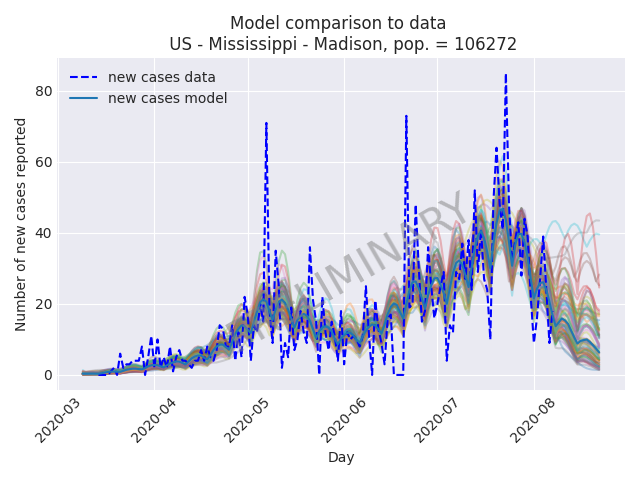 Model comparison to data
US - Mississippi - Madison, pop. = 106272
new cases data
new cases model
PRELIMINARY
Number of new cases reported
80
60
40
20
0
2020-03
2020-04
2020-05
2020-06
2020-07
2020-08
Day